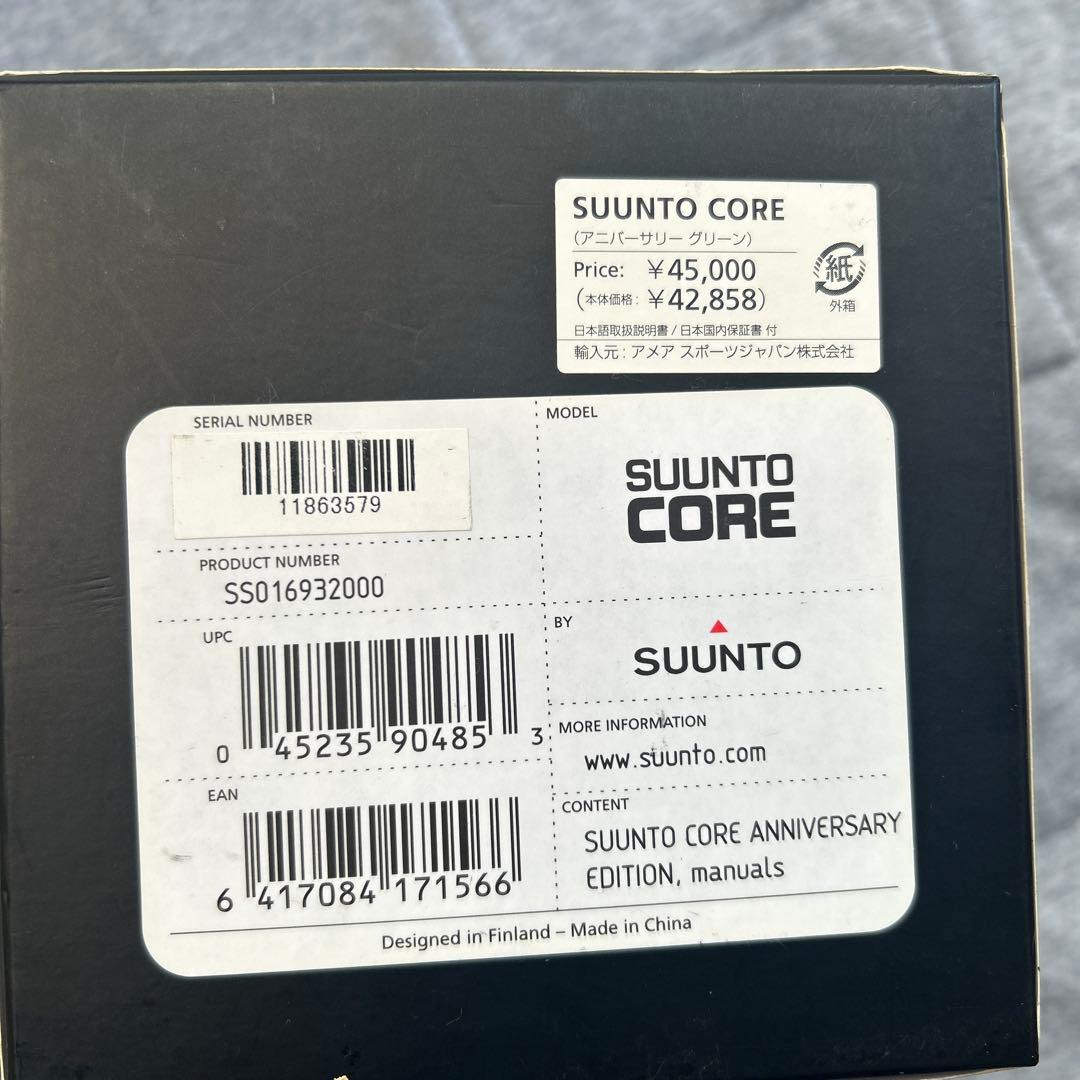 SUUNTO CORE
(アニバーサリー グリーン)
Price: ¥45,000
(本体価格: ¥42,858)
日本語取扱説明書 / 日本国内保証書 付
輸入元 : アメア スポーツジャパン株式会社
紙
外箱
SERIAL NUMBER
11863579
PRODUCT NUMBER
SS016932000
UPC
0 45235 90485 3
EAN
6 417084 171566
MODEL
SUUNTO
CORE
BY
SUUNTO
MORE INFORMATION
www.suunto.com
CONTENT
SUUNTO CORE ANNIVERSARY
EDITION, manuals
Designed in Finland – Made in China